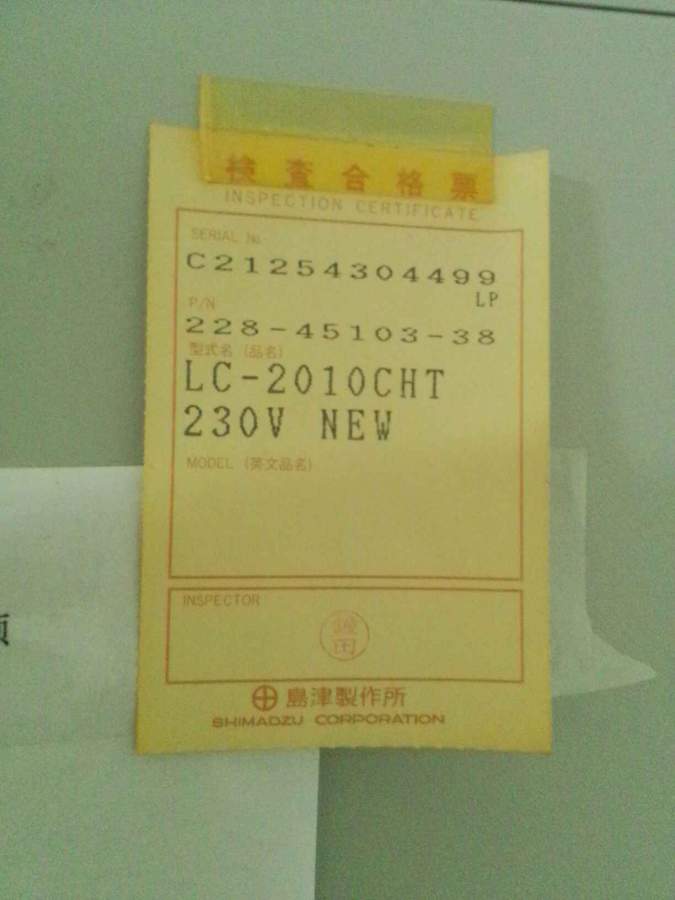 検査合格票
INSPECTION CERTIFICATE
SERIAL No.
C21254304499
LP
P/N
228-45103-38
型式名 (品名)
LC-2010CHT
230V NEW
MODEL (英文品名)
INSPECTOR
島津製作所
SHIMADZU CORPORATION